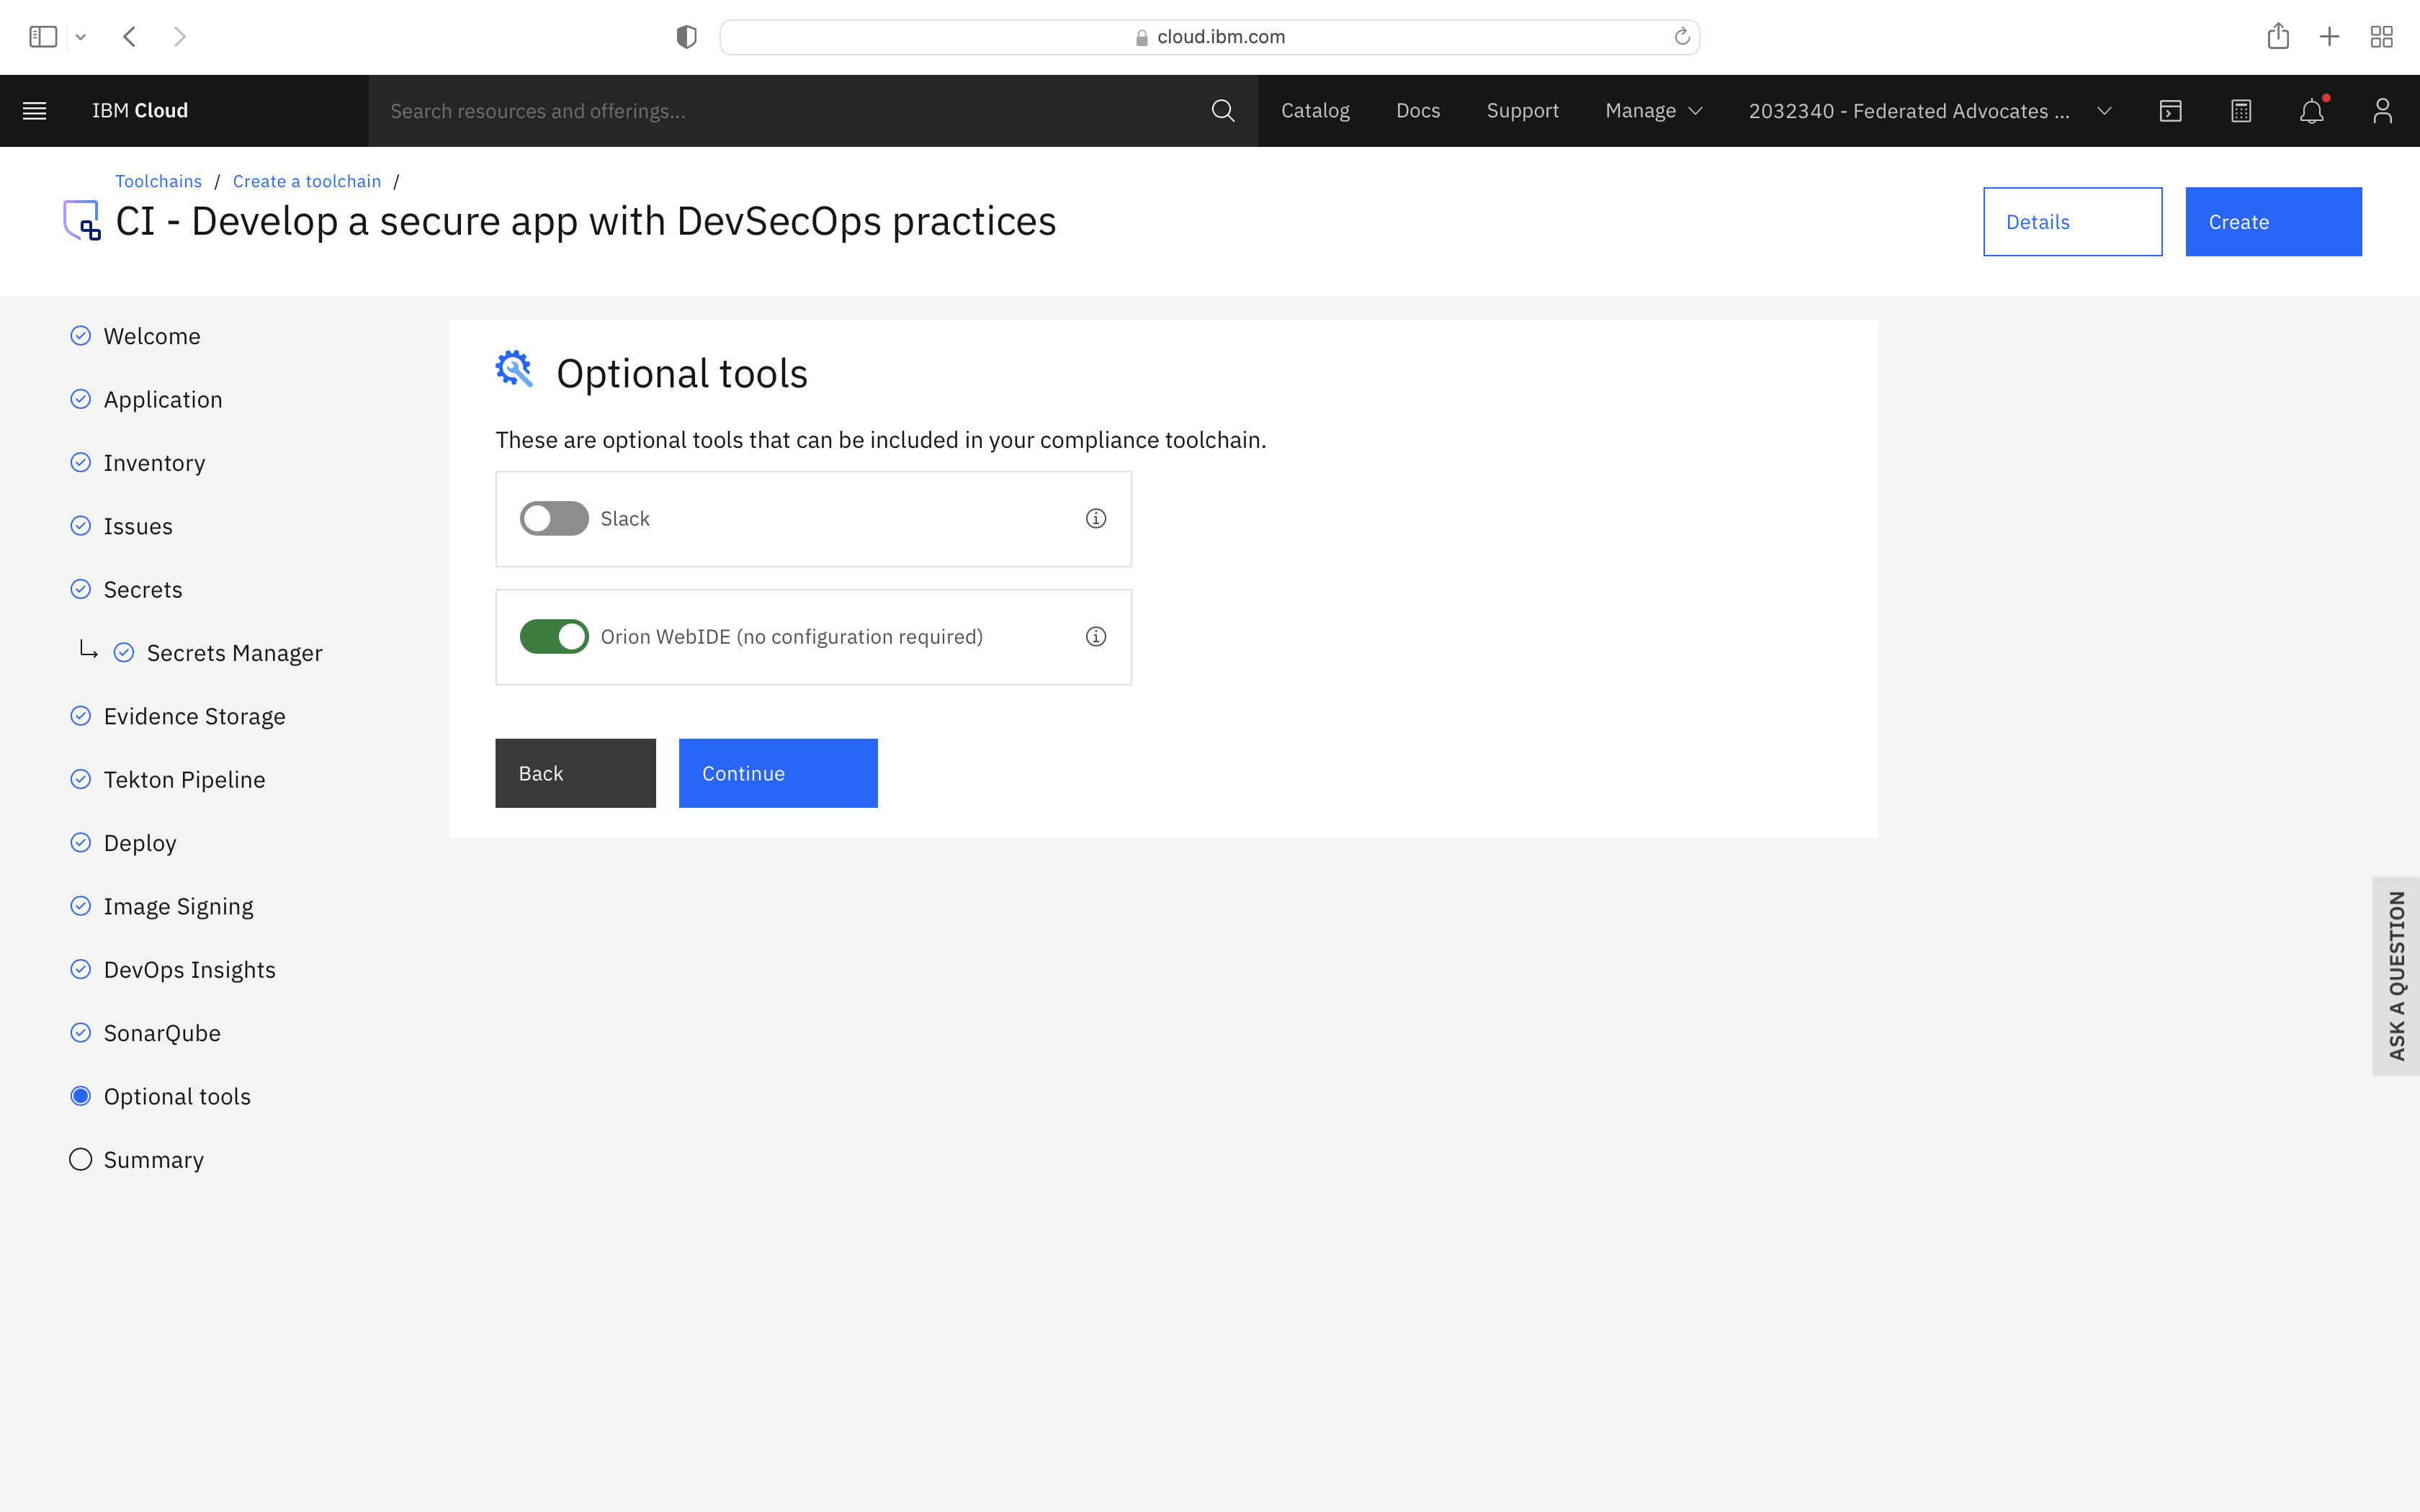 cloud.ibm.com
IBM Cloud
Search resources and offerings...
Catalog
Docs
Support
Manage
2032340 - Federated Advocates ...
Toolchains / Create a toolchain /
CI - Develop a secure app with DevSecOps practices
Details
Create
Welcome
Application
Inventory
Issues
Secrets
Secrets Manager
Evidence Storage
Tekton Pipeline
Deploy
Image Signing
DevOps Insights
SonarQube
Optional tools
Summary
Optional tools
These are optional tools that can be included in your compliance toolchain.
Slack
Orion WebIDE (no configuration required)
Back
Continue
ASK A QUESTION